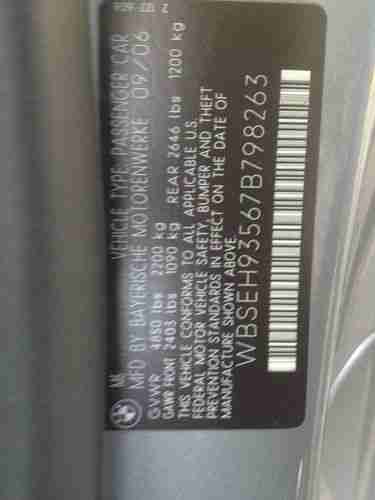 M6 VEHICLE TYPE PASSENGER CAR
MFD BY BAYERISCHE MOTORENWERKE 09/06
GVWR 4850 lbs 2200 kg
GAWR FRONT 2403 lbs 1090 kg REAR 2646 lbs 1200 kg
THIS VEHICLE CONFORMS TO ALL APPLICABLE U.S.
FEDERAL MOTOR VEHICLE SAFETY, BUMPER AND THEFT
PREVENTION STANDARDS IN EFFECT ON THE DATE OF
MANUFACTURE SHOWN ABOVE.
WBSEH93567B798263